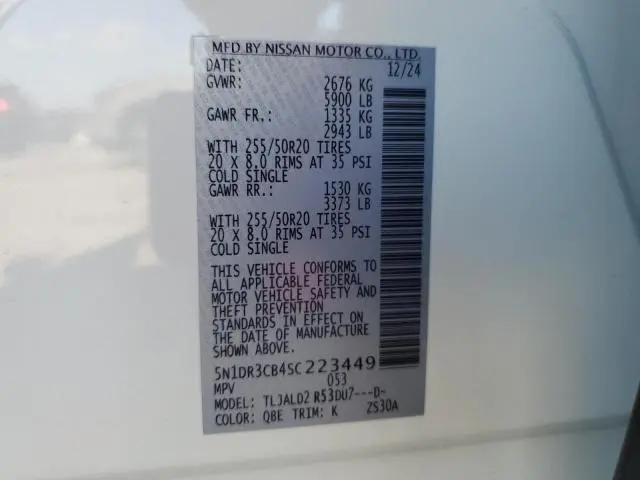 MFD BY NISSAN MOTOR CO., LTD.
DATE: 12/24
GVWR: 2676 KG
5900 LB
GAWR FR.: 1335 KG
2943 LB
WITH 255/50R20 TIRES
20 X 8.0 RIMS AT 35 PSI
COLD SINGLE
GAWR RR.: 1530 KG
3373 LB
WITH 255/50R20 TIRES
20 X 8.0 RIMS AT 35 PSI
COLD SINGLE
THIS VEHICLE CONFORMS TO
ALL APPLICABLE FEDERAL
MOTOR VEHICLE SAFETY AND
THEFT PREVENTION
STANDARDS IN EFFECT ON
THE DATE OF MANUFACTURE
SHOWN ABOVE.
5N1DR3CB4SC223449
MPV 053
MODEL: TLJALD2 R53DU7---D-
COLOR: QBE TRIM: K ZS30A